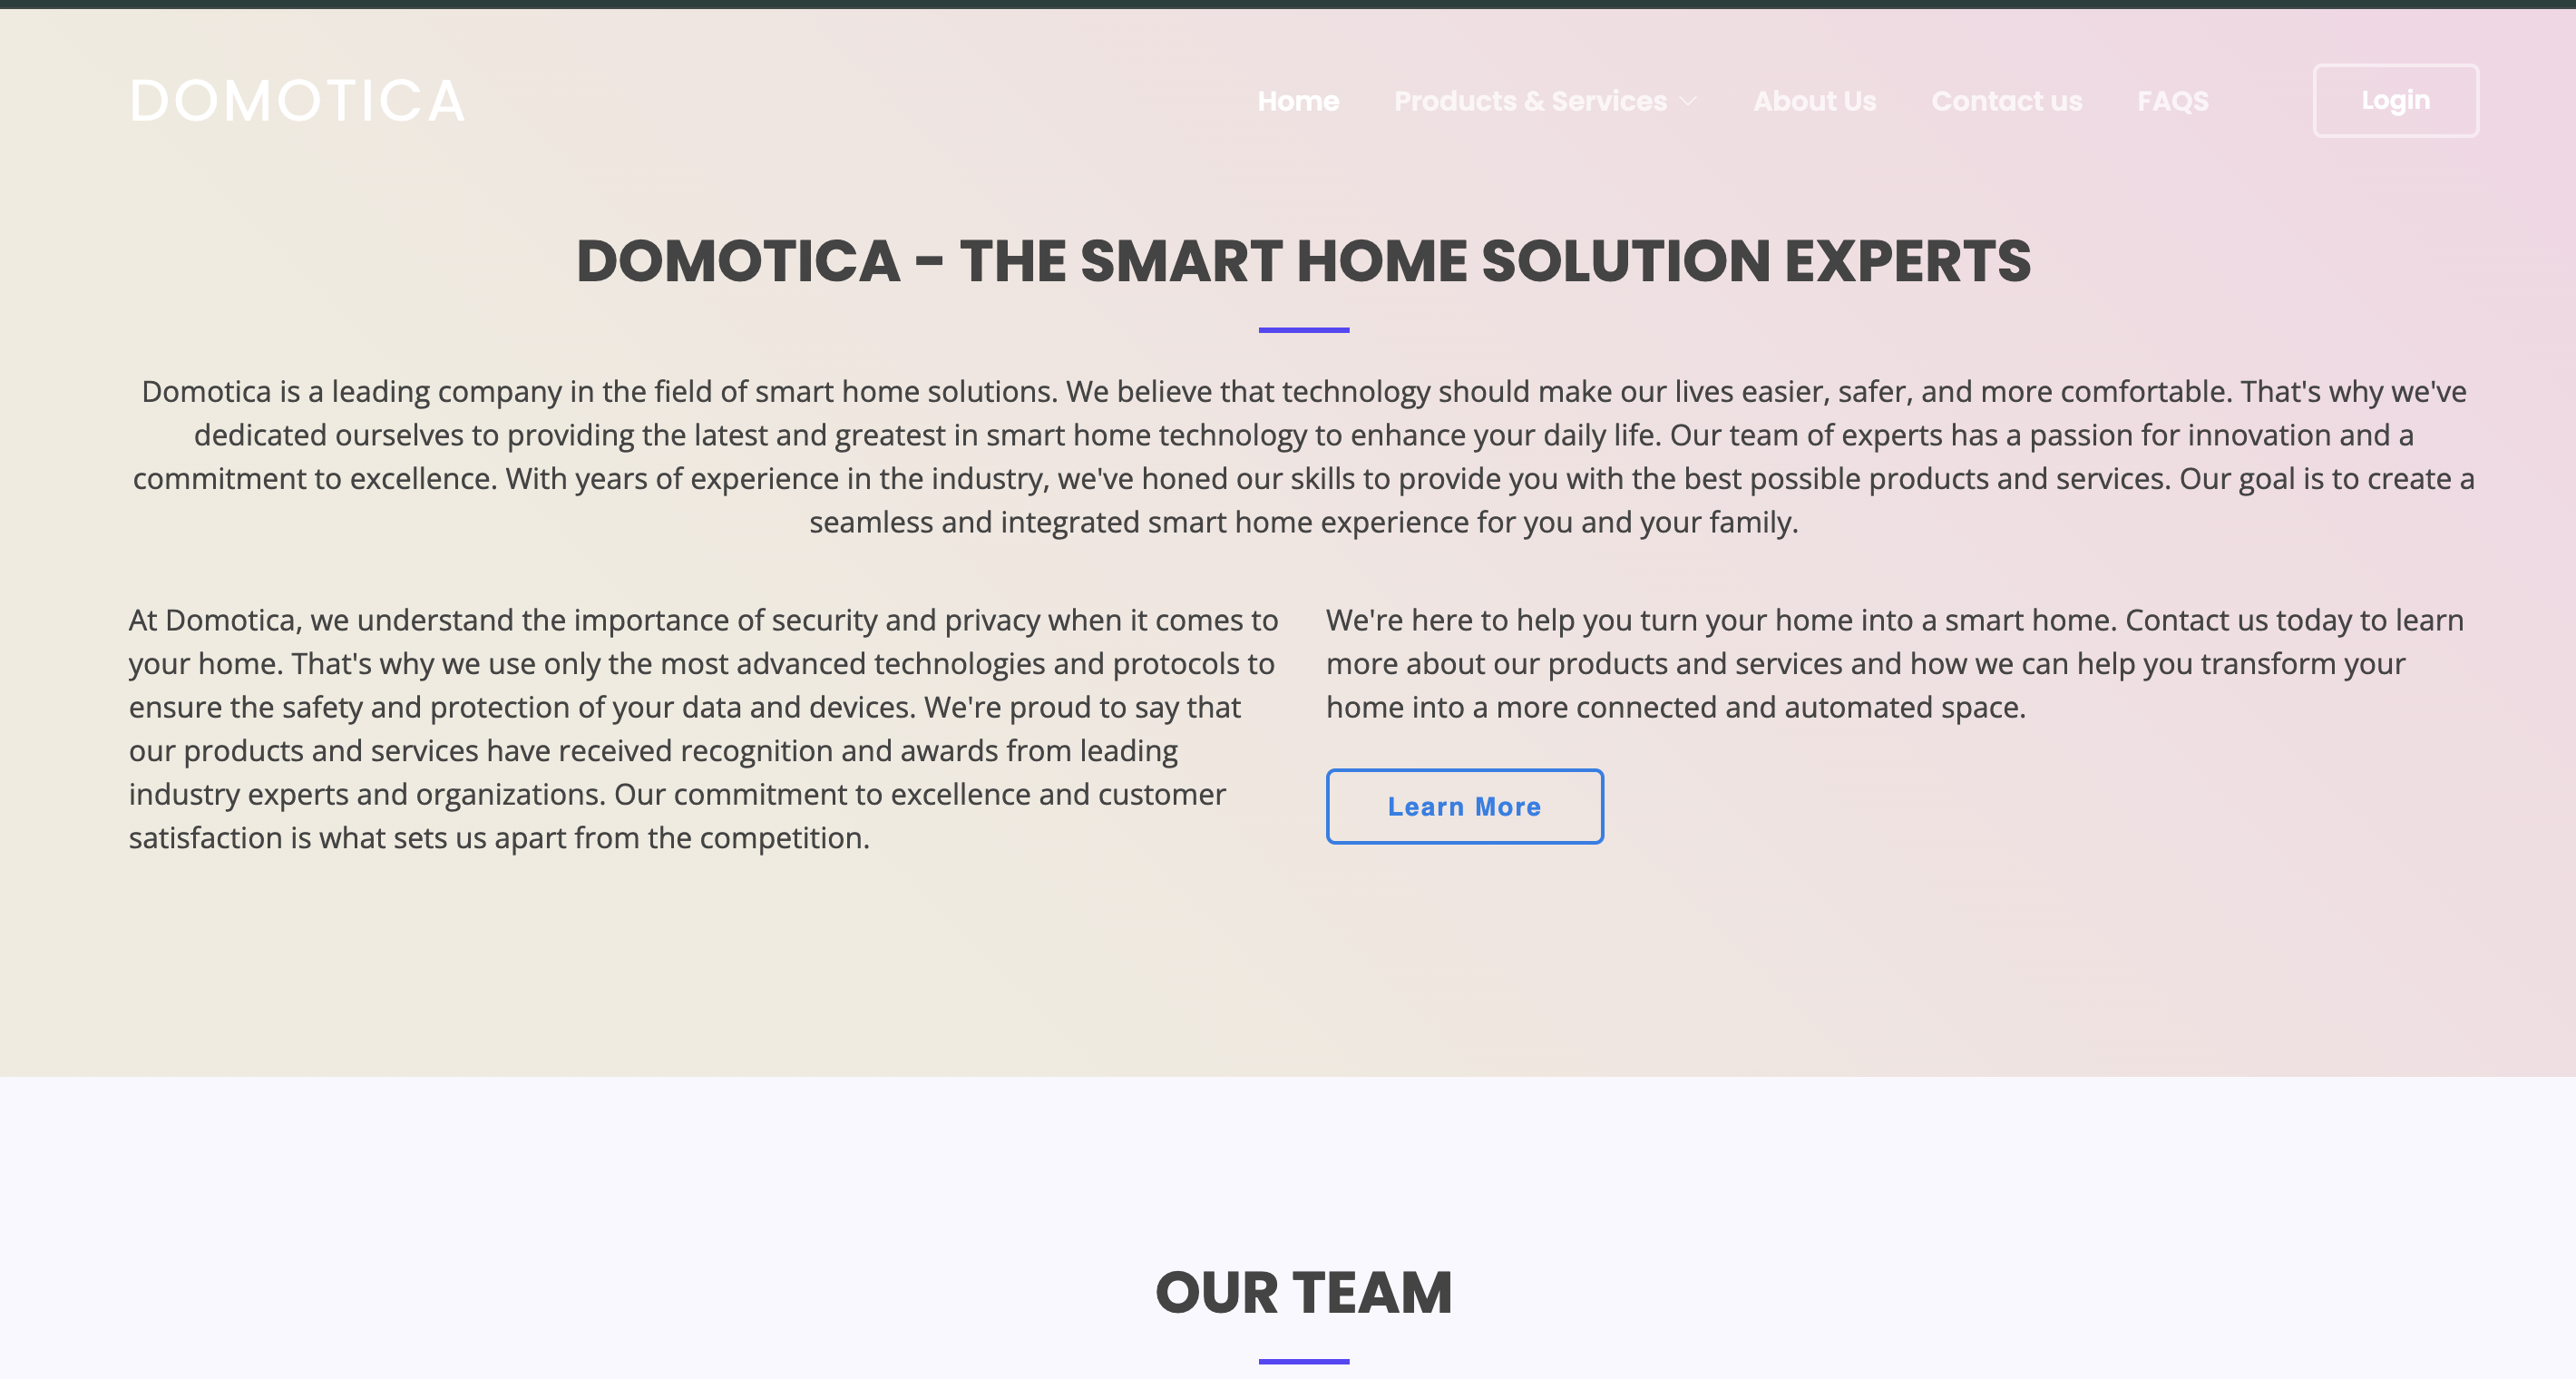 DOMOTICA
Home Products & Services About Us Contact us FAQS Login
DOMOTICA - THE SMART HOME SOLUTION EXPERTS
Domotica is a leading company in the field of smart home solutions. We believe that technology should make our lives easier, safer, and more comfortable. That's why we've
dedicated ourselves to providing the latest and greatest in smart home technology to enhance your daily life. Our team of experts has a passion for innovation and a
commitment to excellence. With years of experience in the industry, we've honed our skills to provide you with the best possible products and services. Our goal is to create a
seamless and integrated smart home experience for you and your family.
At Domotica, we understand the importance of security and privacy when it comes to
your home. That's why we use only the most advanced technologies and protocols to
ensure the safety and protection of your data and devices. We're proud to say that
our products and services have received recognition and awards from leading
industry experts and organizations. Our commitment to excellence and customer
satisfaction is what sets us apart from the competition.
We're here to help you turn your home into a smart home. Contact us today to learn
more about our products and services and how we can help you transform your
home into a more connected and automated space.
Learn More
OUR TEAM